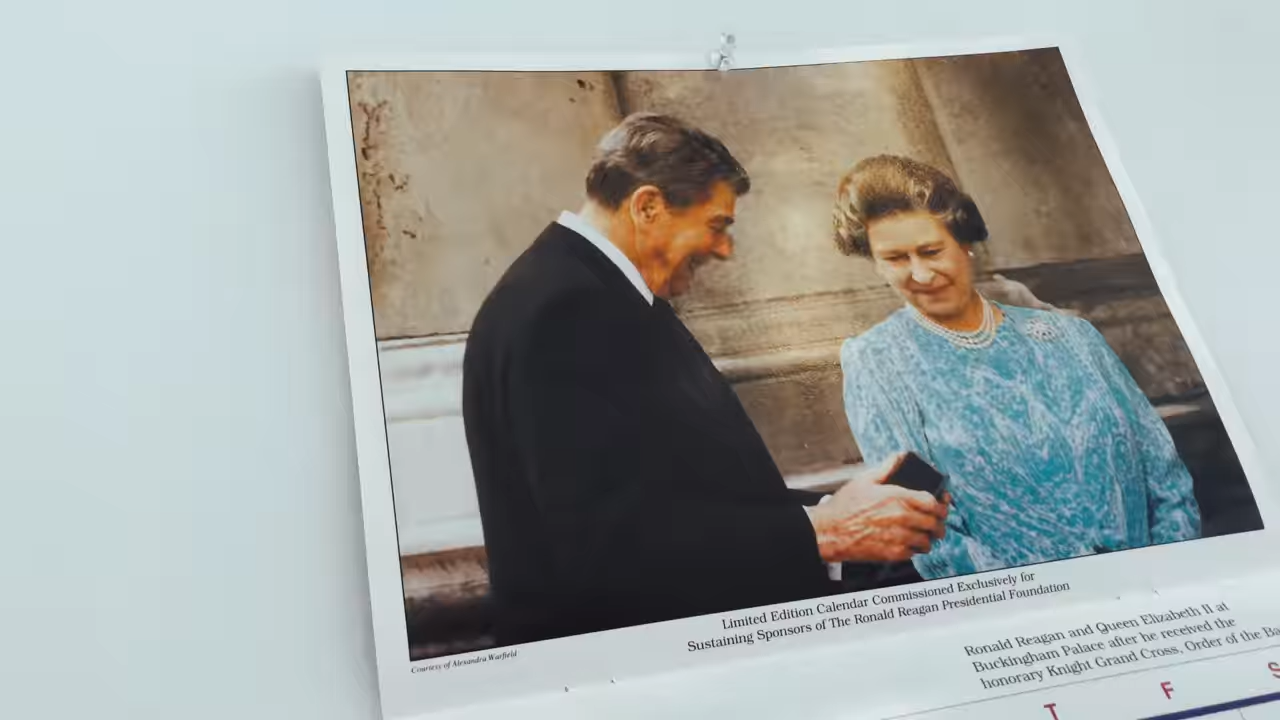 Limited Edition Calendar Commissioned Exclusively for
Sustaining Sponsors of The Ronald Reagan Presidential Foundation
Courtesy of Alexandra Warfield
Ronald Reagan and Queen Elizabeth II at
Buckingham Palace after he received the
honorary Knight Grand Cross, Order of the
T F S